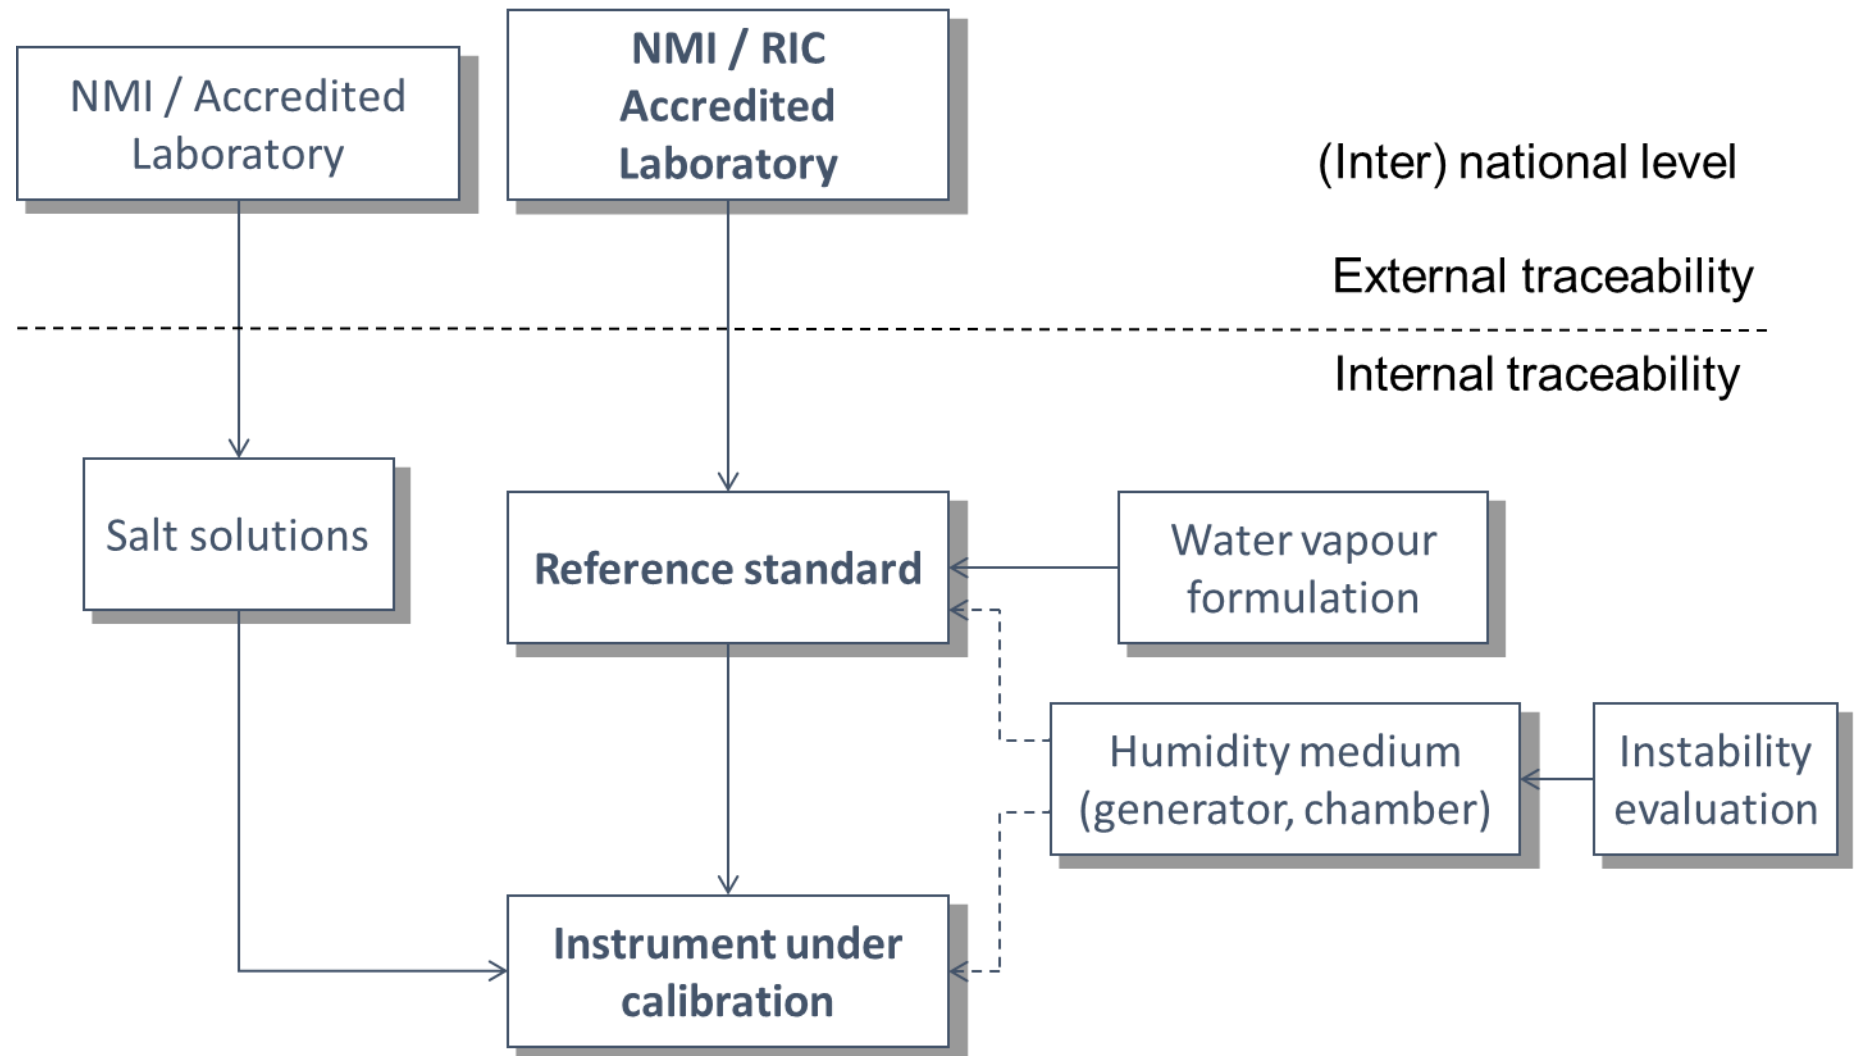 NMI / Accredited
Laboratory
NMI / RIC
Accredited
Laboratory
(Inter) national level
External traceability
Internal traceability
Salt solutions
Reference standard
Water vapour
formulation
Humidity medium
(generator, chamber)
Instability
evaluation
Instrument under
calibration